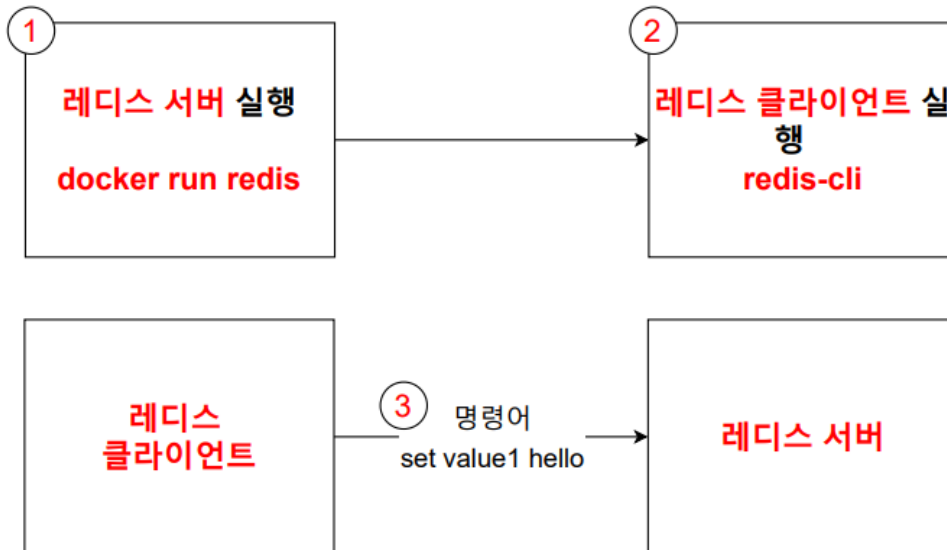 1
레디스 서버 실행
docker run redis
2
레디스 클라이언트 실
행
redis-cli
레디스
클라이언트
3
명령어
set value1 hello
레디스 서버